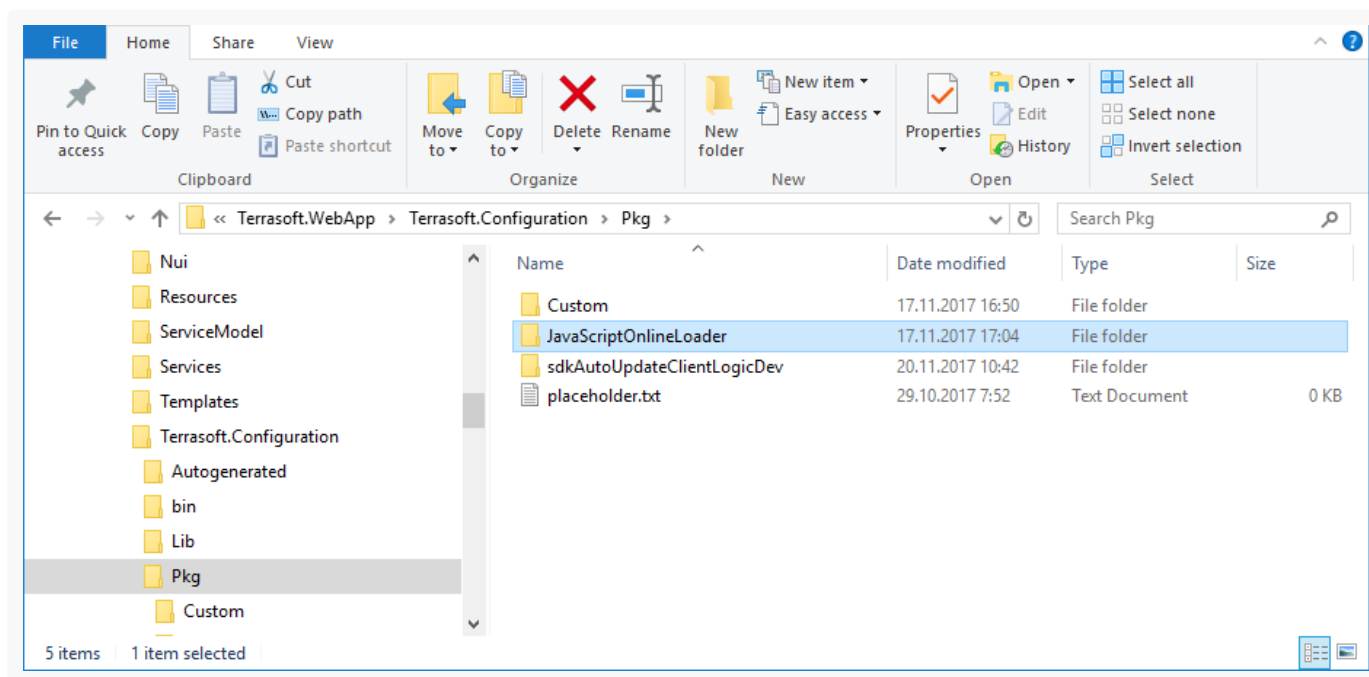 File Home Share View
Pin to Quick access
Copy
Paste
Cut
Copy path
Paste shortcut
Clipboard
Move to
Copy to
Delete
Rename
Organize
New folder
New item
Easy access
New
Properties
Open
Edit
History
Open
Select all
Select none
Invert selection
Select
« Terrasoft.WebApp > Terrasoft.Configuration > Pkg >
Search Pkg
Nui
Resources
ServiceModel
Services
Templates
Terrasoft.Configuration
Autogenerated
bin
Lib
Pkg
Custom
Name Date modified Type Size
Custom 17.11.2017 16:50 File folder
JavaScriptOnlineLoader 17.11.2017 17:04 File folder
sdkAutoUpdateClientLogicDev 20.11.2017 10:42 File folder
placeholder.txt 29.10.2017 7:52 Text Document 0 KB
5 items 1 item selected